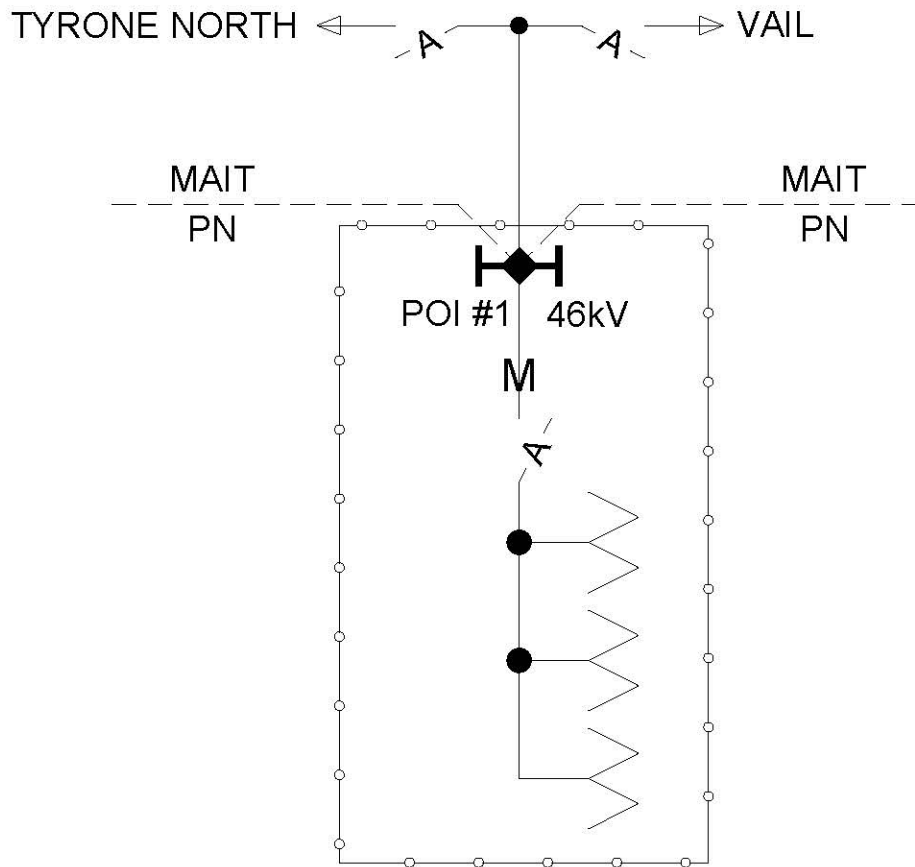 TYRONE NORTH
VAIL
A
A
MAIT
MAIT
PN
PN
POI #1
46kV
M
A